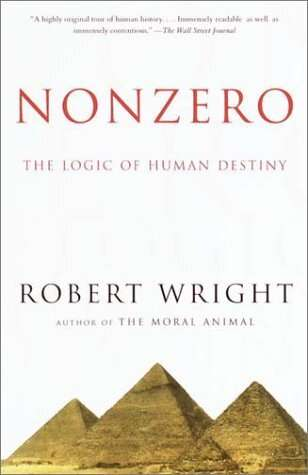 "A highly original tour of human history. . . . Immensely readable as well as
immensely contentious." —The Wall Street Journal
NONZERO
THE LOGIC OF HUMAN DESTINY
ROBERT WRIGHT
AUTHOR OF THE MORAL ANIMAL